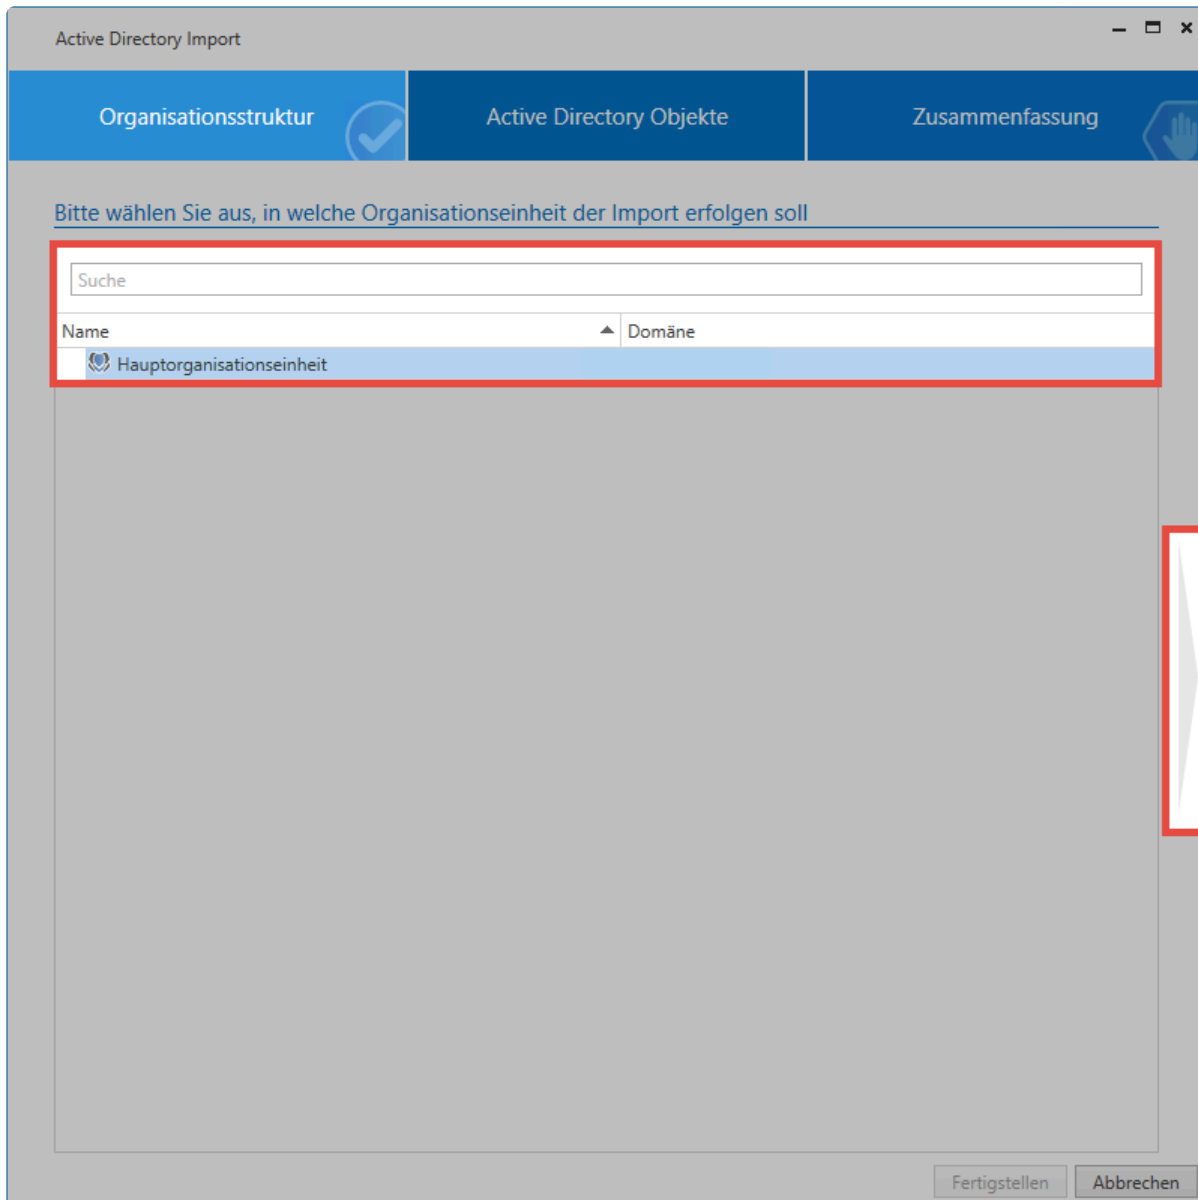 Active Directory Import
Organisationsstruktur
Active Directory Objekte
Zusammenfassung
Bitte wählen Sie aus, in welche Organisationseinheit der Import erfolgen soll
Suche
Name
Domäne
Hauptorganisationseinheit
Fertigstellen
Abbrechen